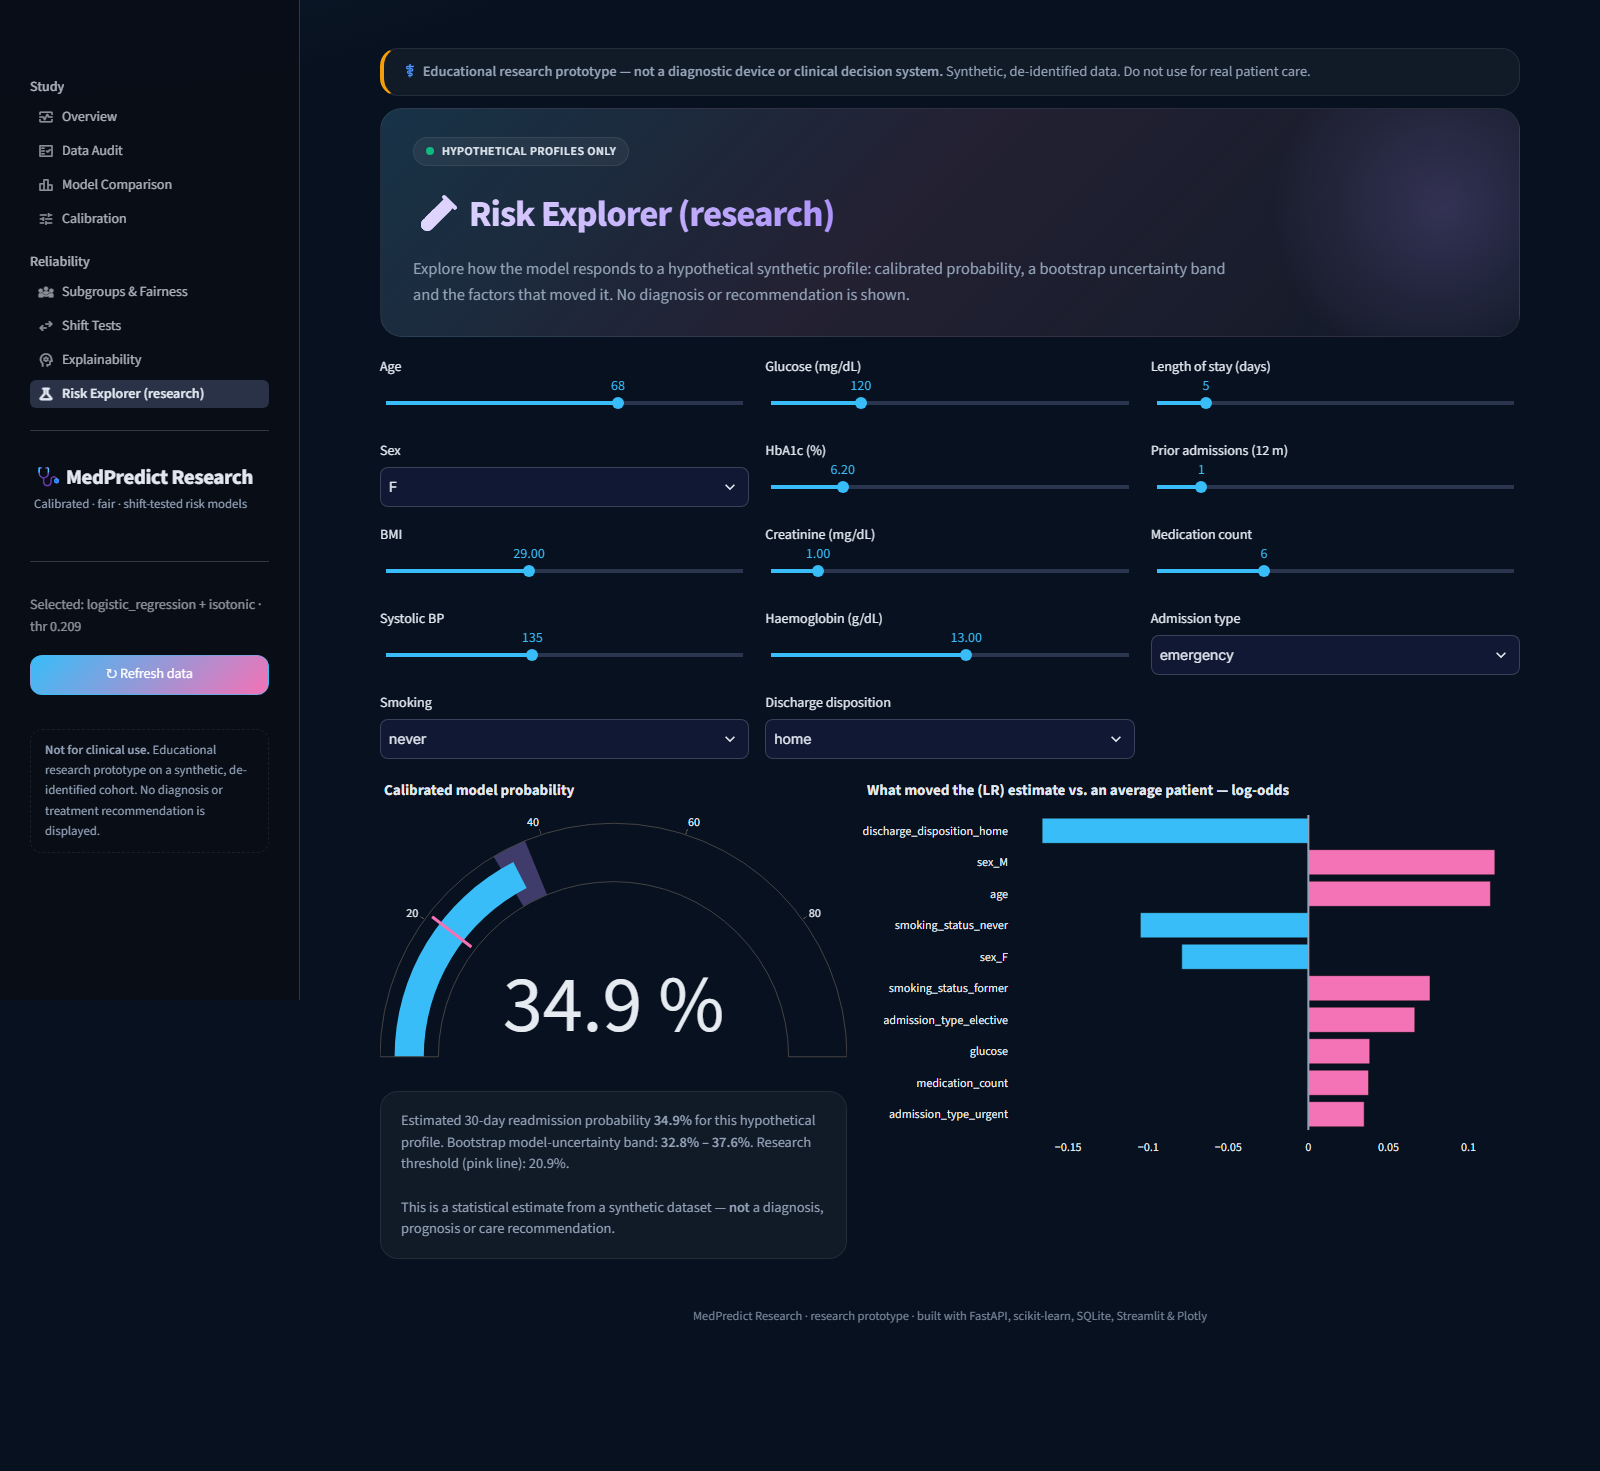 Study
Overview
Data Audit
Model Comparison
Calibration
Reliability
Subgroups & Fairness
Shift Tests
Explainability
Risk Explorer (research)
MedPredict Research
Calibrated · fair · shift-tested risk models
Selected: logistic_regression + isotonic ·
thr 0.209
↻ Refresh data
Not for clinical use. Educational
research prototype on a synthetic, de-
identified cohort. No diagnosis or
treatment recommendation is
displayed.
Educational research prototype — not a diagnostic device or clinical decision system. Synthetic, de-identified data. Do not use for real patient care.
HYPOTHETICAL PROFILES ONLY
Risk Explorer (research)
Explore how the model responds to a hypothetical synthetic profile: calibrated probability, a bootstrap uncertainty band
and the factors that moved it. No diagnosis or recommendation is shown.
Age
68
Glucose (mg/dL)
120
Length of stay (days)
5
Sex
F
HbA1c (%)
6.20
Prior admissions (12 m)
1
BMI
29.00
Creatinine (mg/dL)
1.00
Medication count
6
Systolic BP
135
Haemoglobin (g/dL)
13.00
Admission type
emergency
Smoking
never
Discharge disposition
home
Calibrated model probability
20
40
60
80
34.9 %
Estimated 30-day readmission probability 34.9% for this hypothetical
profile. Bootstrap model-uncertainty band: 32.8% – 37.6%. Research
threshold (pink line): 20.9%.
This is a statistical estimate from a synthetic dataset — not a diagnosis,
prognosis or care recommendation.
What moved the (LR) estimate vs. an average patient — log-odds
discharge_disposition_home
sex_M
age
smoking_status_never
sex_F
smoking_status_former
admission_type_elective
glucose
medication_count
admission_type_urgent
−0.15 −0.1 −0.05 0 0.05 0.1
MedPredict Research · research prototype · built with FastAPI, scikit-learn, SQLite, Streamlit & Plotly